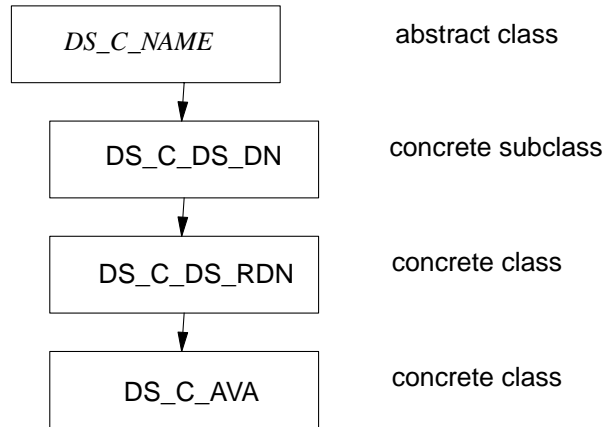 DS_C_NAME abstract class
DS_C_DS_DN concrete subclass
DS_C_DS_RDN concrete class
DS_C_AVA concrete class